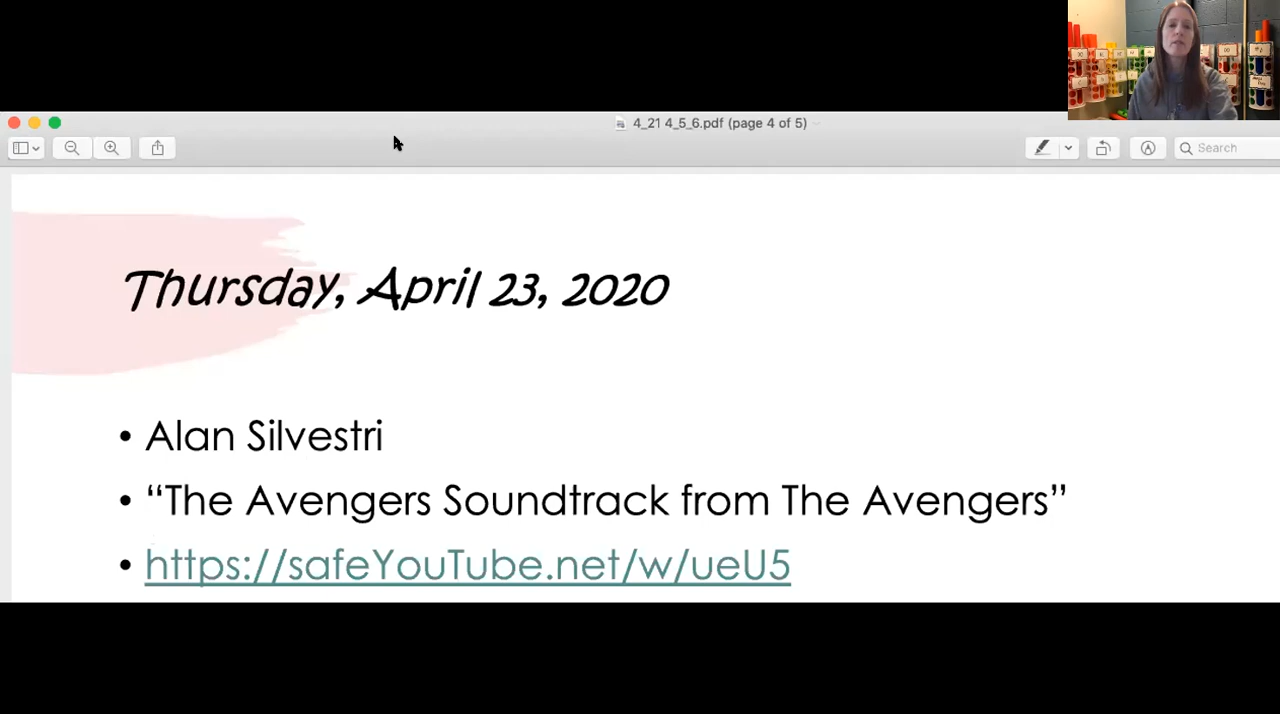 4_21 4_5_6.pdf (page 4 of 5)
Search
Thursday, April 23, 2020
• Alan Silvestri
• “The Avengers Soundtrack from The Avengers”
• https://safeYouTube.net/w/ueU5